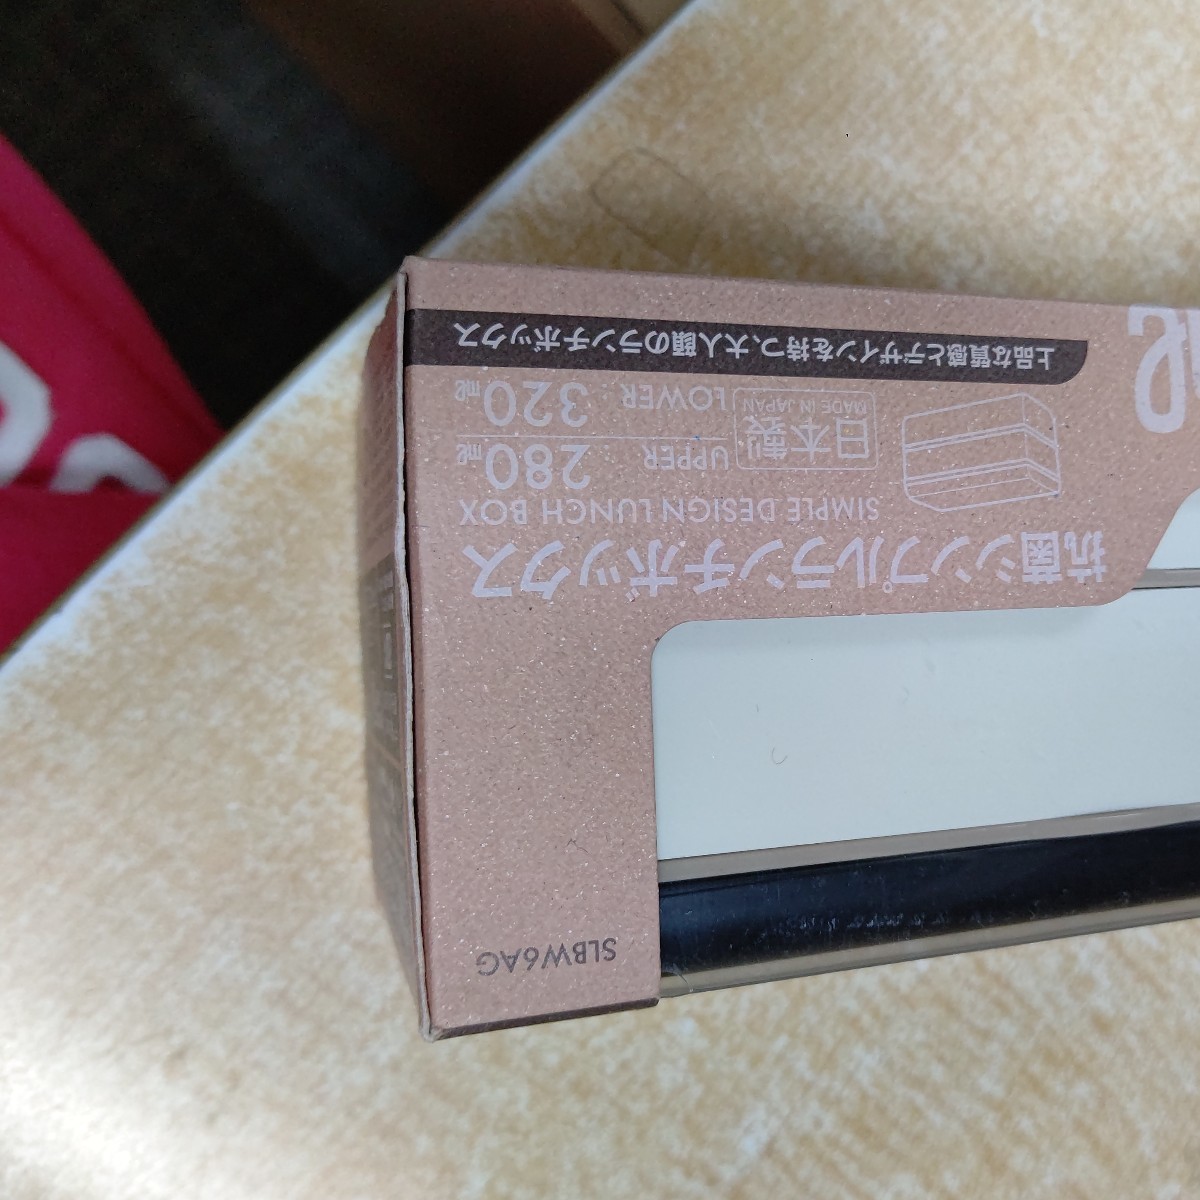 SLBW6AG
抗菌シンプルランチボックス
SIMPLE DESIGN LUNCH BOX
UPPER 280㎖
LOWER 320㎖
日本製
MADE IN JAPAN
上品な質感とデザインを持つ、大人顔のランチボックス